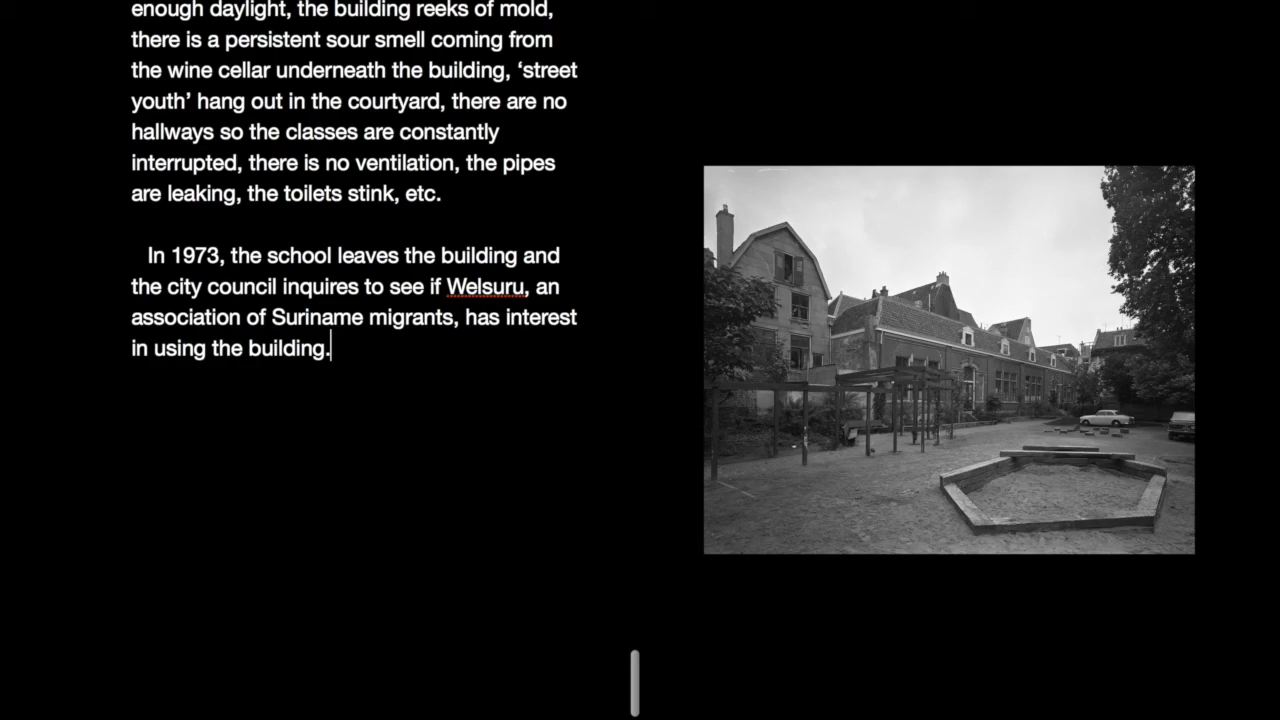 enough daylight, the building reeks of mold,
there is a persistent sour smell coming from
the wine cellar underneath the building, ‘street
youth’ hang out in the courtyard, there are no
hallways so the classes are constantly
interrupted, there is no ventilation, the pipes
are leaking, the toilets stink, etc.
In 1973, the school leaves the building and
the city council inquires to see if Welsuru, an
association of Suriname migrants, has interest
in using the building.